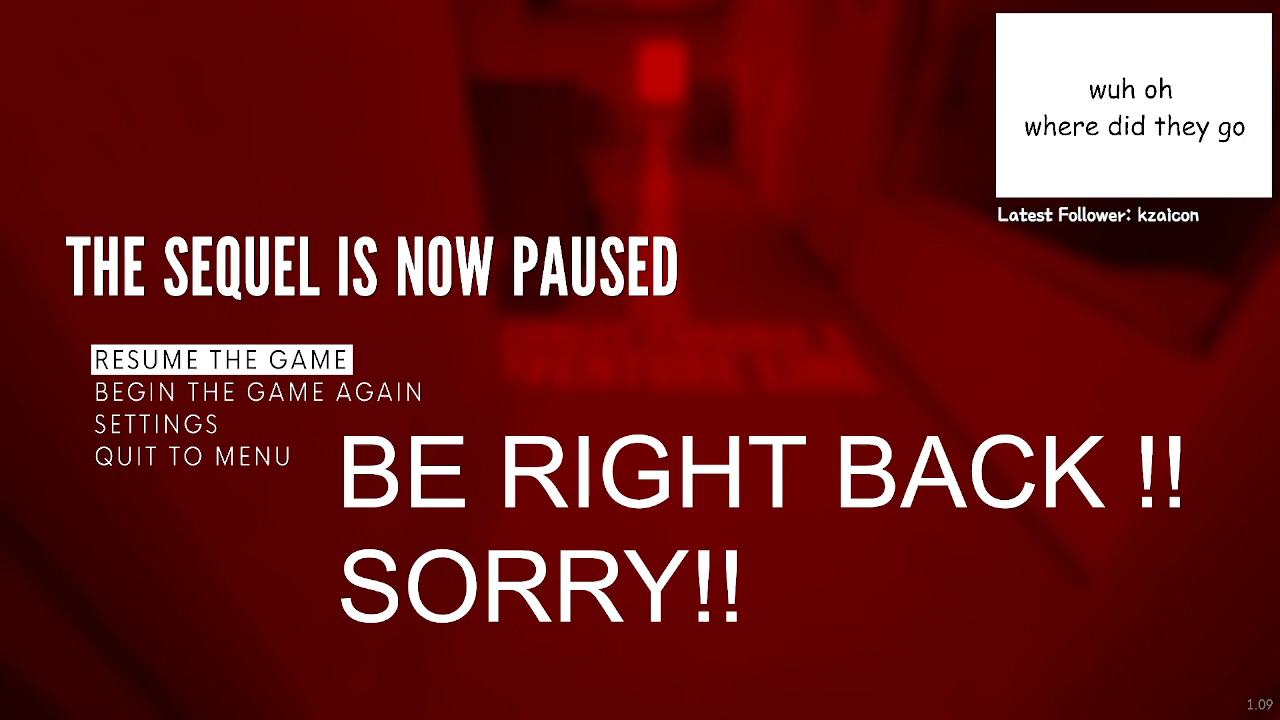 wuh oh
where did they go
Latest Follower: kzaicon
THE SEQUEL IS NOW PAUSED
RESUME THE GAME
BEGIN THE GAME AGAIN
SETTINGS
QUIT TO MENU
BE RIGHT BACK !!
SORRY!!
1.09